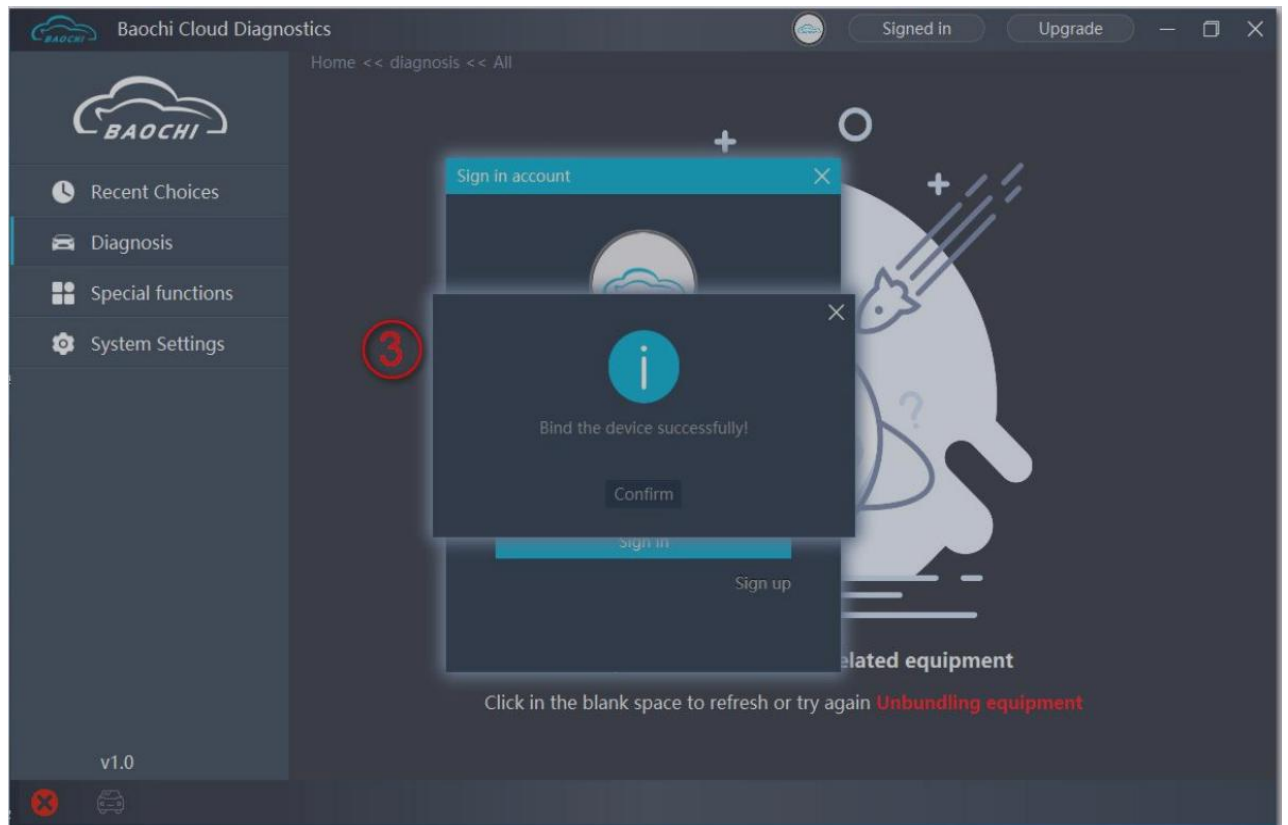 BAOCHI Baochi Cloud Diagnostics Signed in Upgrade
Home << diagnosis << All
BAOCHI
Recent Choices
Diagnosis
Special functions
System Settings
Sign in account
3
i
Bind the device successfully!
Confirm
Sign in
Sign up
?
elated equipment
Click in the blank space to refresh or try again Unbundling equipment
v1.0